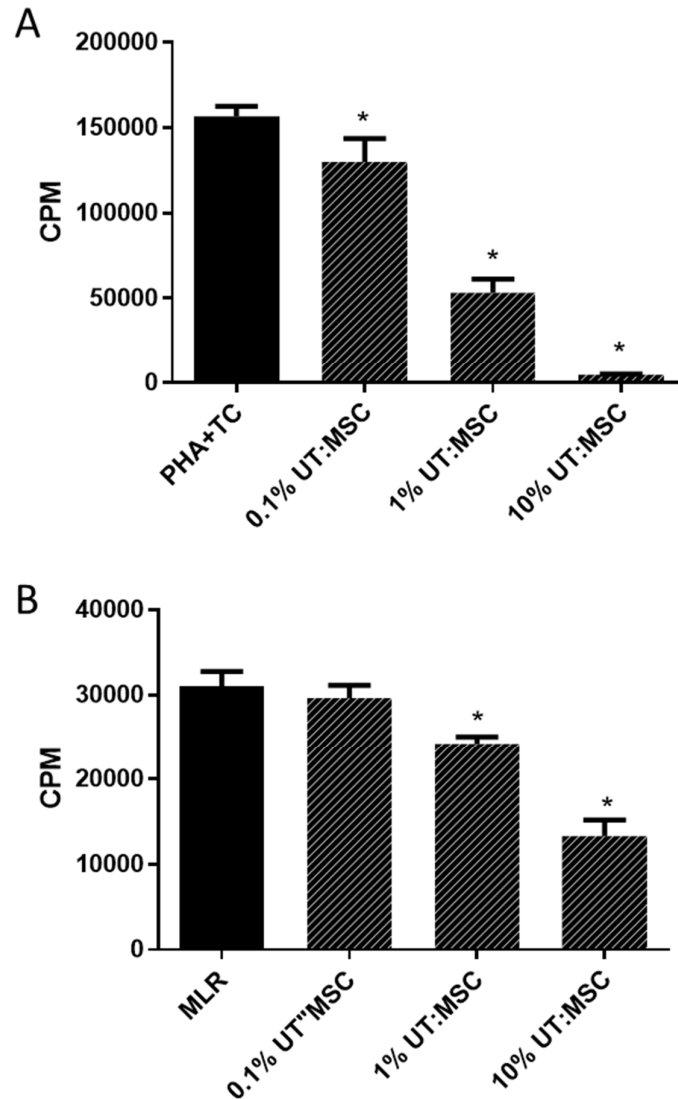 A
200000
150000
100000
50000
0
CPM
*
*
*
PHA+TC
0.1% UT:MSC
1% UT:MSC
10% UT:MSC
B
40000
30000
20000
10000
0
CPM
*
*
MLR
0.1% UT"MSC
1% UT:MSC
10% UT:MSC